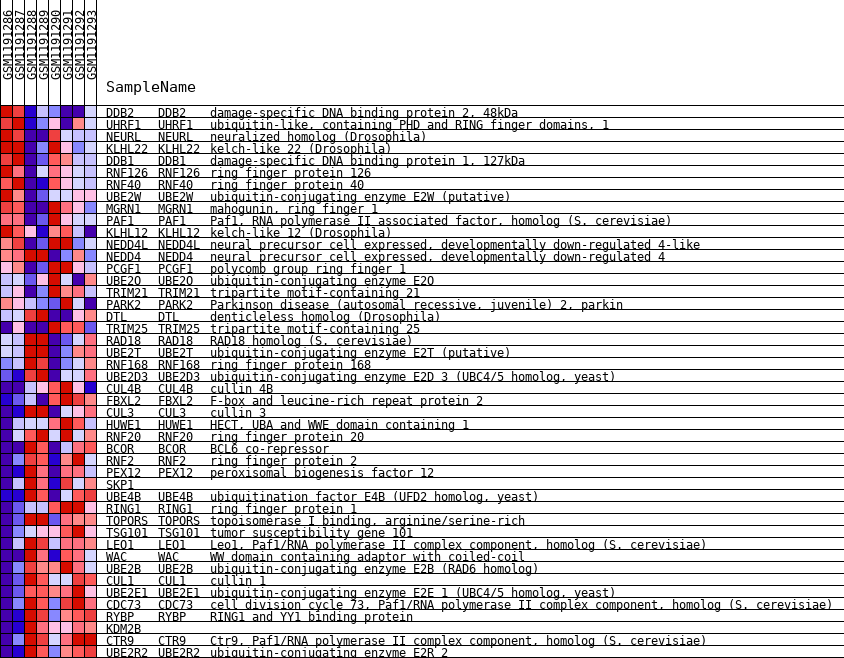 GSM1191286
GSM1191287
GSM1191288
GSM1191289
GSM1191290
GSM1191291
GSM1191292
GSM1191293
SampleName
DDB2 DDB2 damage-specific DNA binding protein 2, 48kDa
UHRF1 UHRF1 ubiquitin-like, containing PHD and RING finger domains, 1
NEURL NEURL neuralized homolog (Drosophila)
KLHL22 KLHL22 kelch-like 22 (Drosophila)
DDB1 DDB1 damage-specific DNA binding protein 1, 127kDa
RNF126 RNF126 ring finger protein 126
RNF40 RNF40 ring finger protein 40
UBE2W UBE2W ubiquitin-conjugating enzyme E2W (putative)
MGRN1 MGRN1 mahogunin, ring finger 1
PAF1 PAF1 Paf1, RNA polymerase II associated factor, homolog (S. cerevisiae)
KLHL12 KLHL12 kelch-like 12 (Drosophila)
NEDD4L NEDD4L neural precursor cell expressed, developmentally down-regulated 4-like
NEDD4 NEDD4 neural precursor cell expressed, developmentally down-regulated 4
PCGF1 PCGF1 polycomb group ring finger 1
UBE2O UBE2O ubiquitin-conjugating enzyme E2O
TRIM21 TRIM21 tripartite motif-containing 21
PARK2 PARK2 Parkinson disease (autosomal recessive, juvenile) 2, parkin
DTL DTL denticleless homolog (Drosophila)
TRIM25 TRIM25 tripartite motif-containing 25
RAD18 RAD18 RAD18 homolog (S. cerevisiae)
UBE2T UBE2T ubiquitin-conjugating enzyme E2T (putative)
RNF168 RNF168 ring finger protein 168
UBE2D3 UBE2D3 ubiquitin-conjugating enzyme E2D 3 (UBC4/5 homolog, yeast)
CUL4B CUL4B cullin 4B
FBXL2 FBXL2 F-box and leucine-rich repeat protein 2
CUL3 CUL3 cullin 3
HUWE1 HUWE1 HECT, UBA and WWE domain containing 1
RNF20 RNF20 ring finger protein 20
BCOR BCOR BCL6 co-repressor
RNF2 RNF2 ring finger protein 2
PEX12 PEX12 peroxisomal biogenesis factor 12
SKP1
UBE4B UBE4B ubiquitination factor E4B (UFD2 homolog, yeast)
RING1 RING1 ring finger protein 1
TOPORS TOPORS topoisomerase I binding, arginine/serine-rich
TSG101 TSG101 tumor susceptibility gene 101
LEO1 LEO1 Leo1, Paf1/RNA polymerase II complex component, homolog (S. cerevisiae)
WAC WAC WW domain containing adaptor with coiled-coil
UBE2B UBE2B ubiquitin-conjugating enzyme E2B (RAD6 homolog)
CUL1 CUL1 cullin 1
UBE2E1 UBE2E1 ubiquitin-conjugating enzyme E2E 1 (UBC4/5 homolog, yeast)
CDC73 CDC73 cell division cycle 73, Paf1/RNA polymerase II complex component, homolog (S. cerevisiae)
RYBP RYBP RING1 and YY1 binding protein
KDM2B
CTR9 CTR9 Ctr9, Paf1/RNA polymerase II complex component, homolog (S. cerevisiae)
UBE2R2 UBE2R2 ubiquitin-conjugating enzyme E2R 2